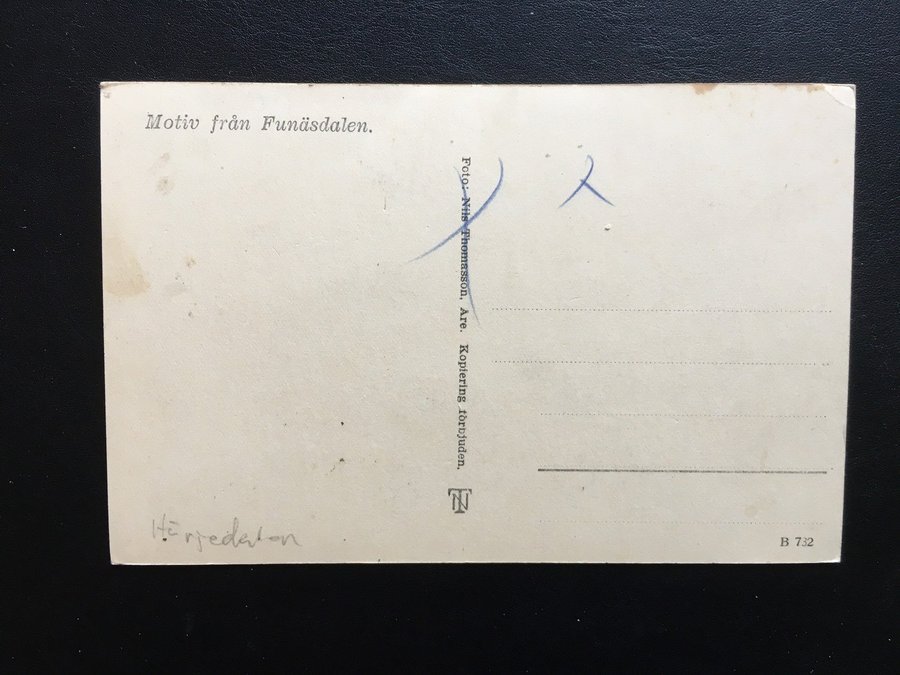 Motiv från Funäsdalen.
Foto: Nils Thomasson, Åre. Kopiering förbjuden.
TN
Härjedalen
B 732